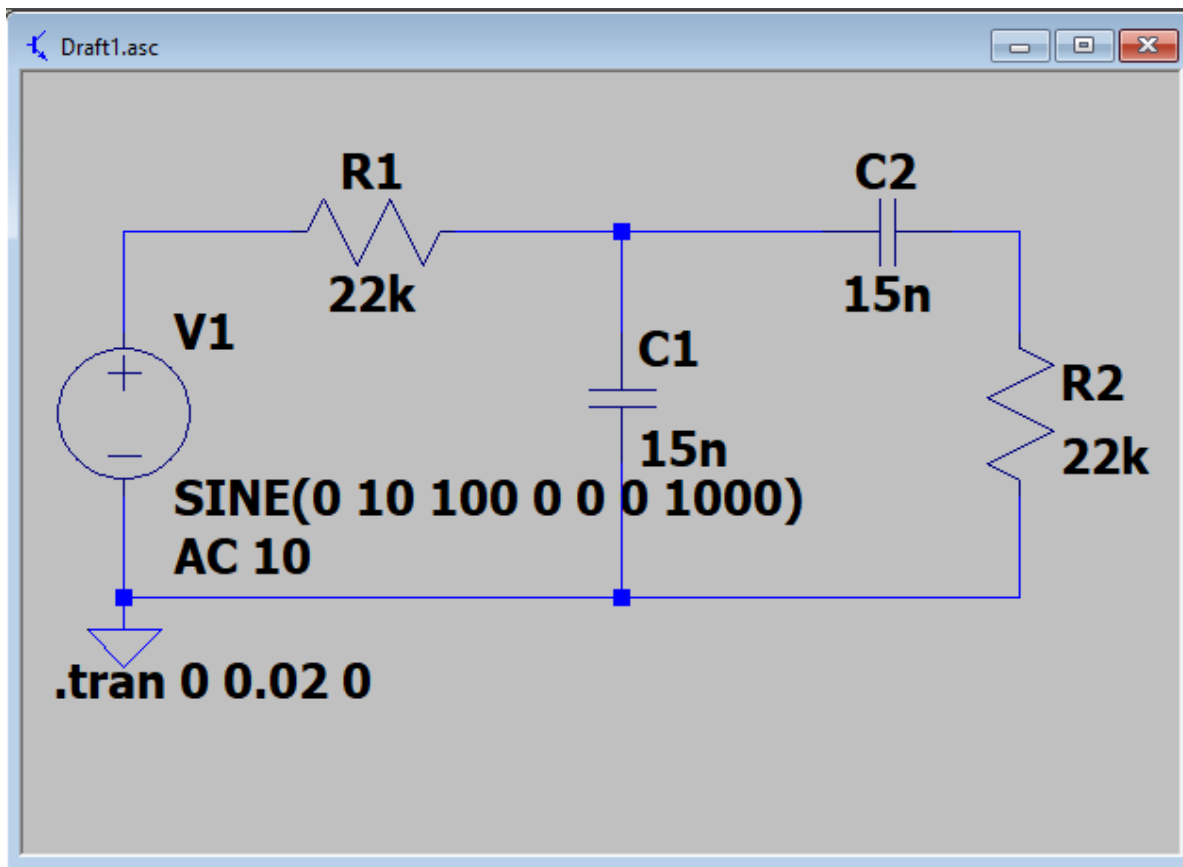 Draft1.asc
R1
C2
22k
15n
V1
C1
R2
15n
22k
SINE(0 10 100 0 0 0 1000)
AC 10
.tran 0 0.02 0